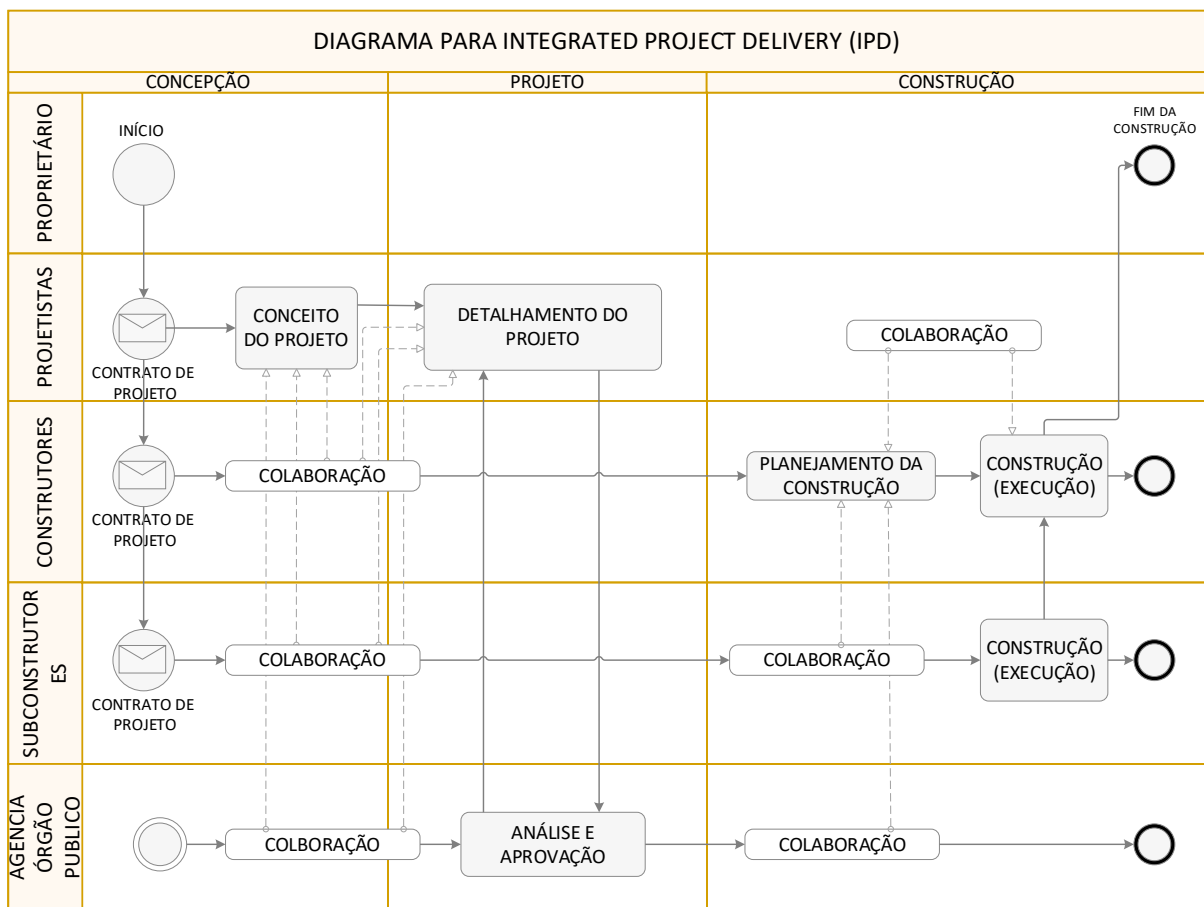 DIAGRAMA PARA INTEGRATED PROJECT DELIVERY (IPD)
CONCEPÇÃO
PROJETO
CONSTRUÇÃO
PROPRIETÁRIO
INÍCIO
FIM DA
CONSTRUÇÃO
PROJETISTAS
CONTRATO DE
PROJETO
CONCEITO
DO PROJETO
DETALHAMENTO DO
PROJETO
COLABORAÇÃO
CONSTRUTORES
CONTRATO DE
PROJETO
COLABORAÇÃO
PLANEJAMENTO DA
CONSTRUÇÃO
CONSTRUÇÃO
(EXECUÇÃO)
SUBCONSTRUTOR
ES
CONTRATO DE
PROJETO
COLABORAÇÃO
COLABORAÇÃO
CONSTRUÇÃO
(EXECUÇÃO)
AGENCIA
ÓRGÃO
PUBLICO
COLBORAÇÃO
ANÁLISE E
APROVAÇÃO
COLABORAÇÃO